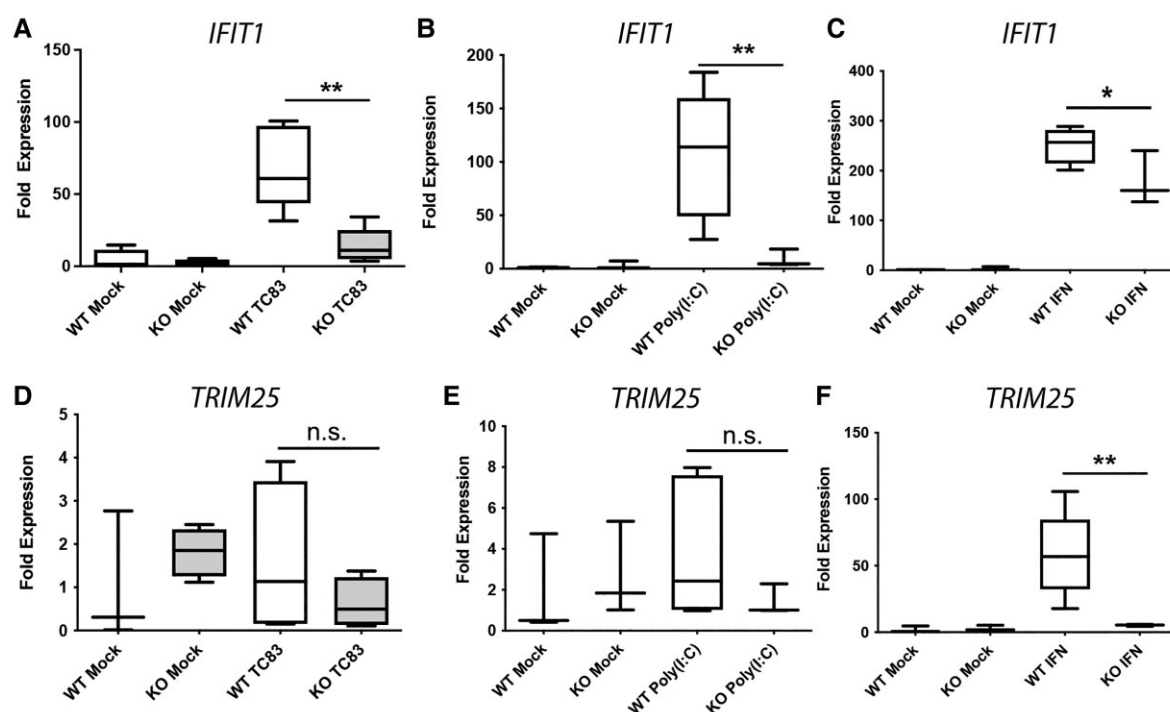 A
IFIT1
Fold Expression
150
100
50
0
**
WT Mock
KO Mock
WT TC83
KO TC83
B
IFIT1
Fold Expression
200
150
100
50
0
**
WT Mock
KO Mock
WT Poly(I:C)
KO Poly(I:C)
C
IFIT1
Fold Expression
400
300
200
100
0
*
WT Mock
KO Mock
WT IFN
KO IFN
D
TRIM25
Fold Expression
5
4
3
2
1
0
n.s.
WT Mock
KO Mock
WT TC83
KO TC83
E
TRIM25
Fold Expression
10
8
6
4
2
0
n.s.
WT Mock
KO Mock
WT Poly(I:C)
KO Poly(I:C)
F
TRIM25
Fold Expression
150
100
50
0
**
WT Mock
KO Mock
WT IFN
KO IFN